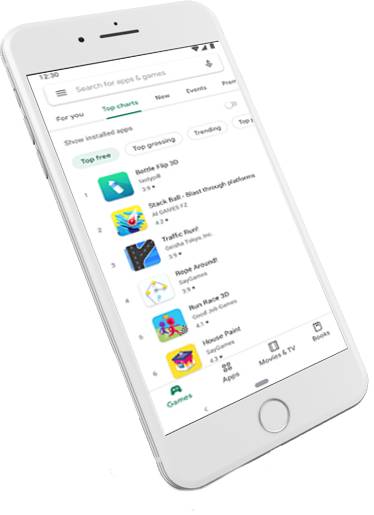 12:30
Search for apps & games
For you Top charts New Events Prem
Show installed apps
Top free Top grossing Trending Top p
1 Bottle Flip 3D
tastypill
3.9
2 Stack Ball - Blast through platforms
AI GAMES FZ
4.2
3 Traffic Run!
Geisha Tokyo, Inc.
3.9
4 Rope Around!
SayGames
3.9
5 Run Race 3D
Good Job Games
4.1
6 House Paint
SayGames
4.3
Games Apps Movies & TV Books